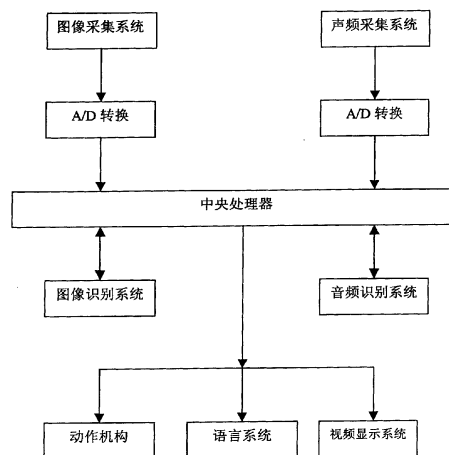 图像采集系统
声频采集系统
A/D 转换
A/D 转换
中央处理器
图像识别系统
音频识别系统
动作机构
语言系统
视频显示系统